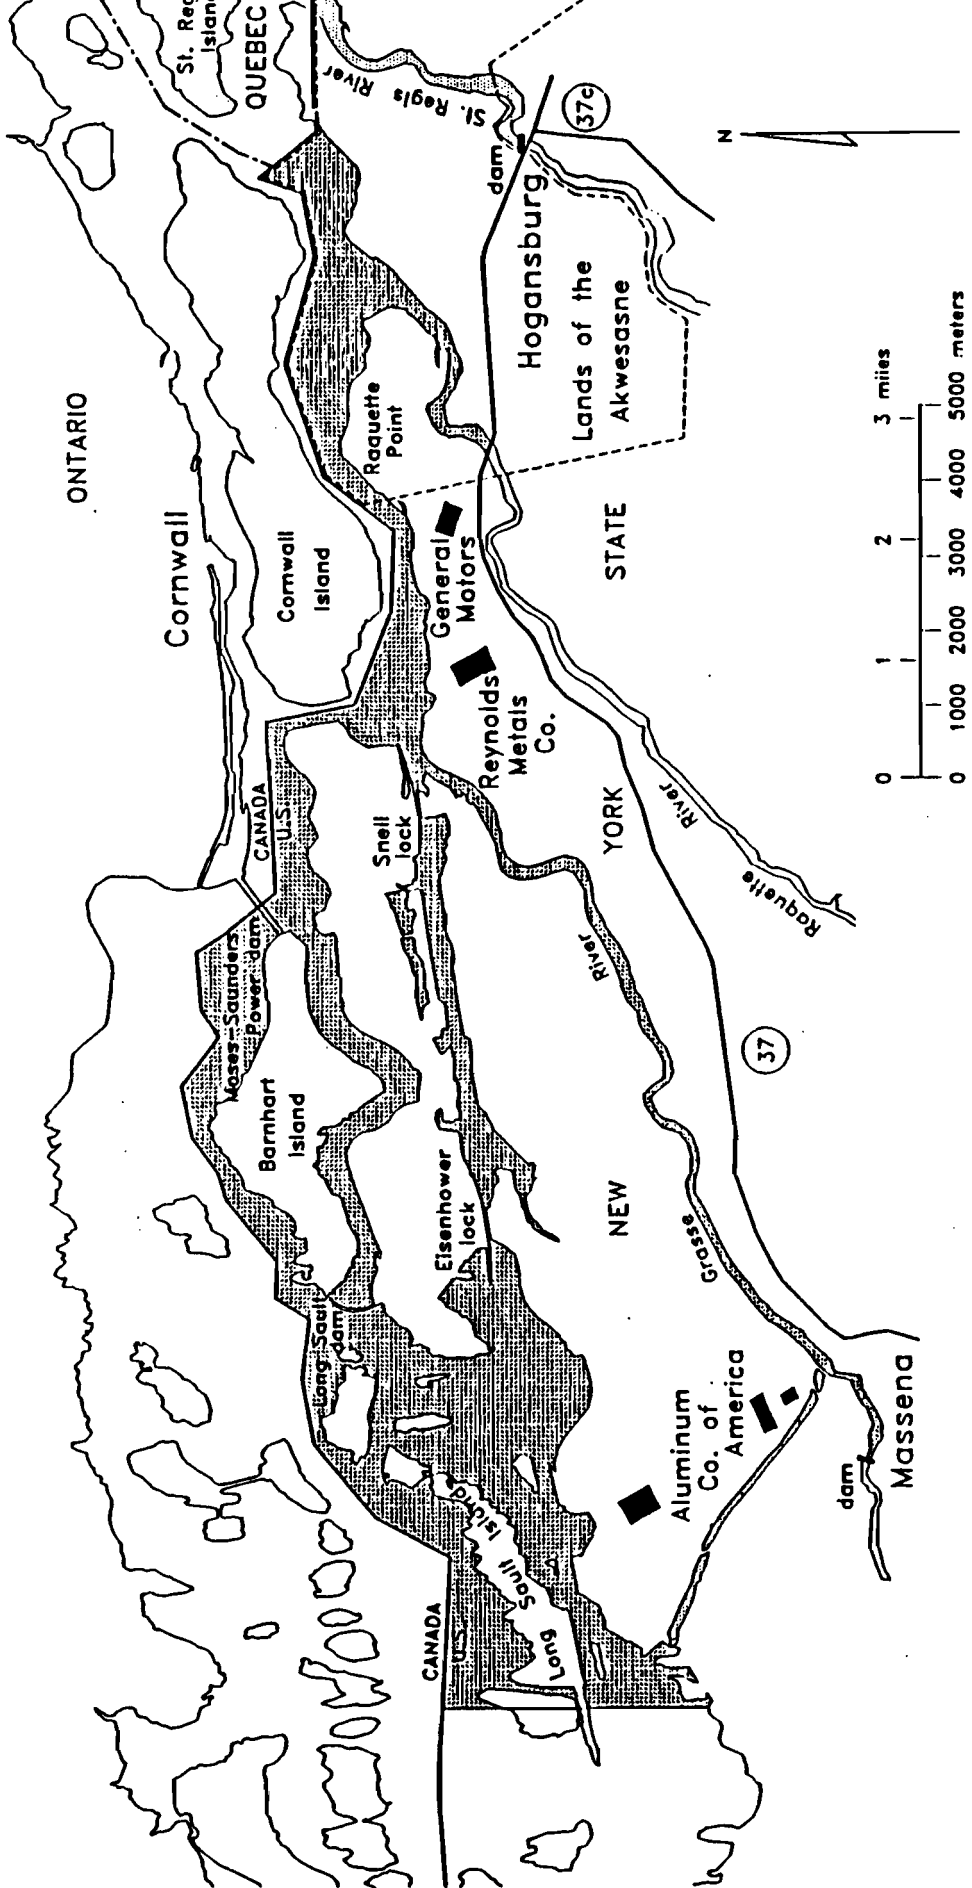 ONTARIO
Cornwall
St. Reg
Islan
QUEBEC
Cornwall
Island
CANADA
U.S.
Moses-Saunders
Power dam
Barnhart
Island
Long Sault
dam
CANADA
U.S.
Long Sault Island
Eisenhower
lock
Snell
lock
Raquette
Point
General
Motors
Reynolds
Metals
Co.
St. Regis River
dam
37c
Hogansburg
Lands of the
Akwesasne
N
NEW YORK STATE
Grasse River
Raquette River
37
Aluminum
Co. of
America
dam
Massena
0 1 2 3 miles
0 1000 2000 3000 4000 5000 meters